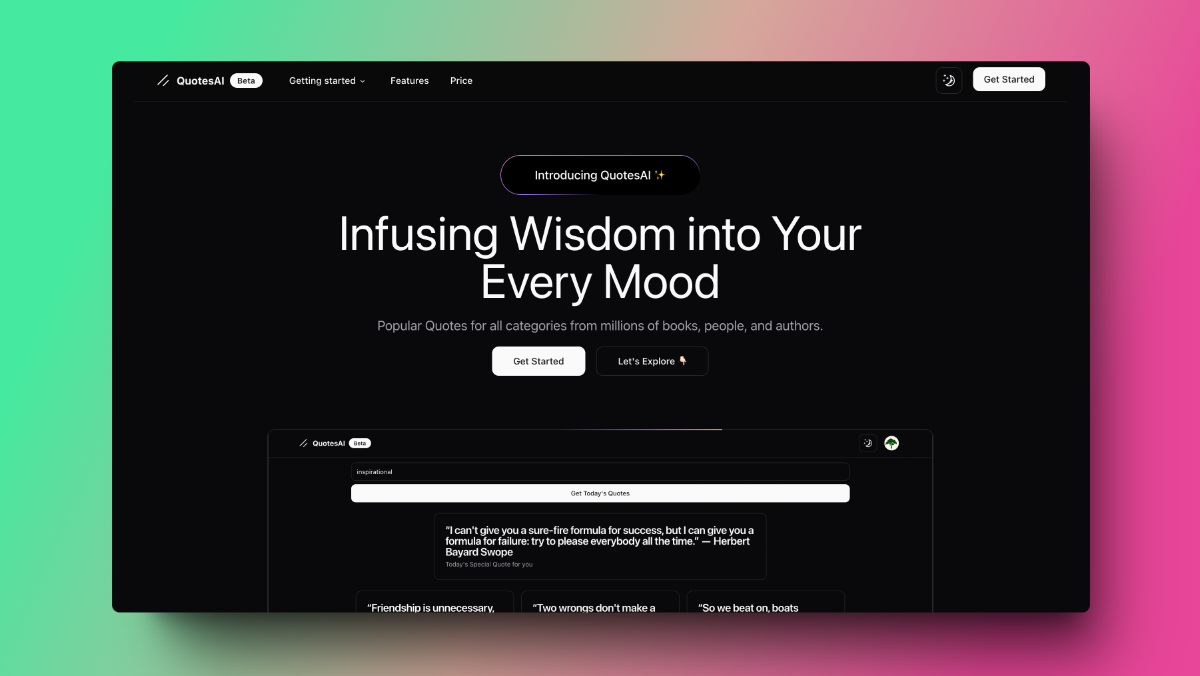 QuotesAI Beta Getting started Features Price Get Started
Introducing QuotesAI ✨
Infusing Wisdom into Your
Every Mood
Popular Quotes for all categories from millions of books, people, and authors.
Get Started Let's Explore 👇🏻
QuotesAI Beta
inspirational
Get Today's Quotes
“I can't give you a sure-fire formula for success, but I can give you a
formula for failure: try to please everybody all the time.” — Herbert
Bayard Swope
Today's Special Quote for you
“Friendship is unnecessary, “Two wrongs don't make a “So we beat on, boats